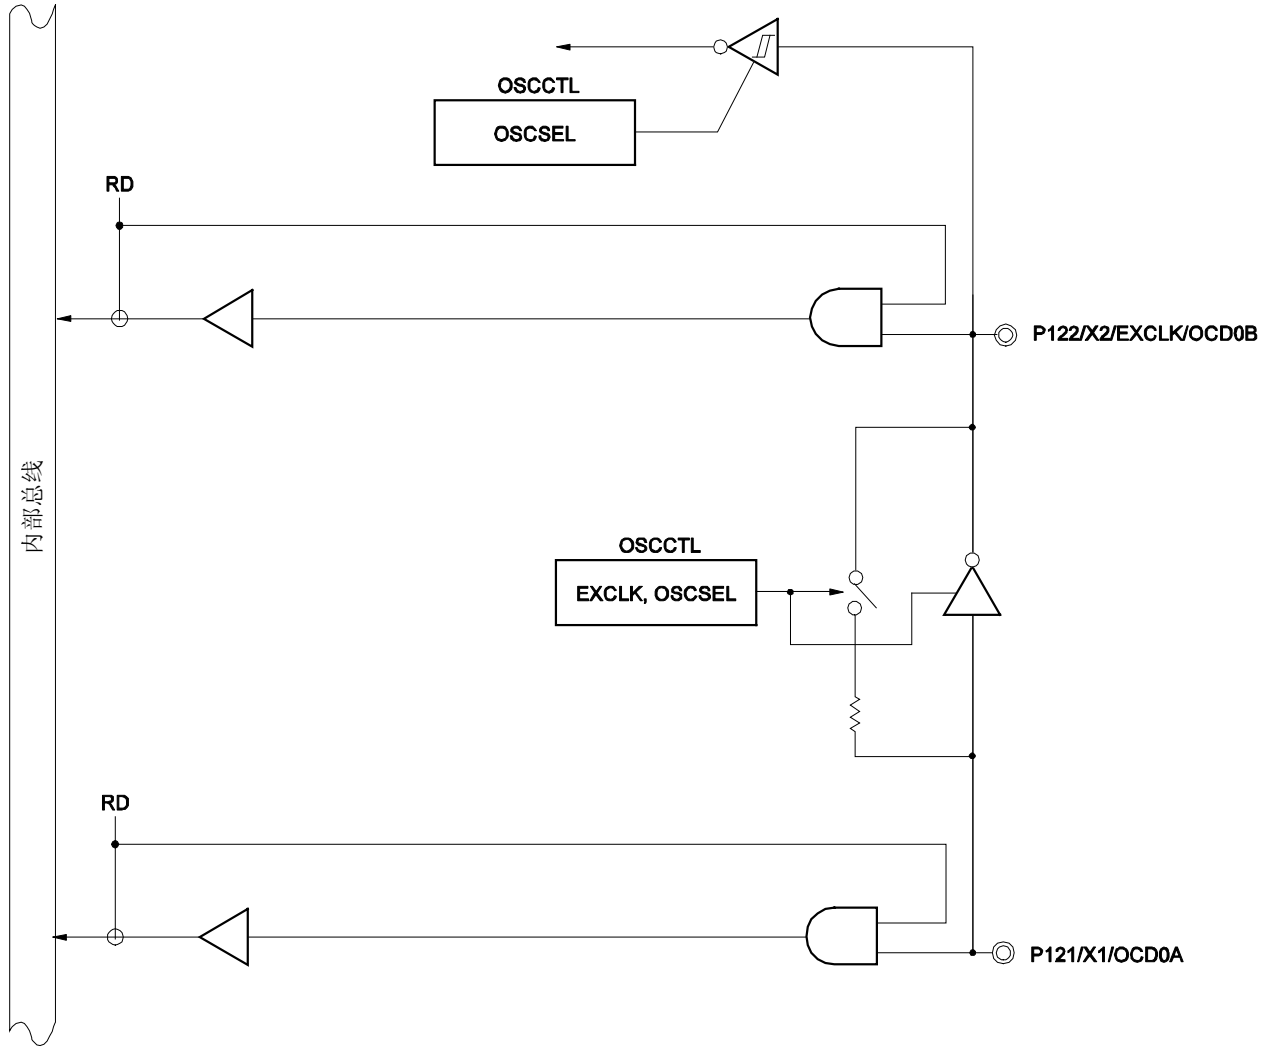 OSCCTL
OSCSEL
RD
P122/X2/EXCLK/OCD0B
内部总线
OSCCTL
EXCLK, OSCSEL
RD
P121/X1/OCD0A